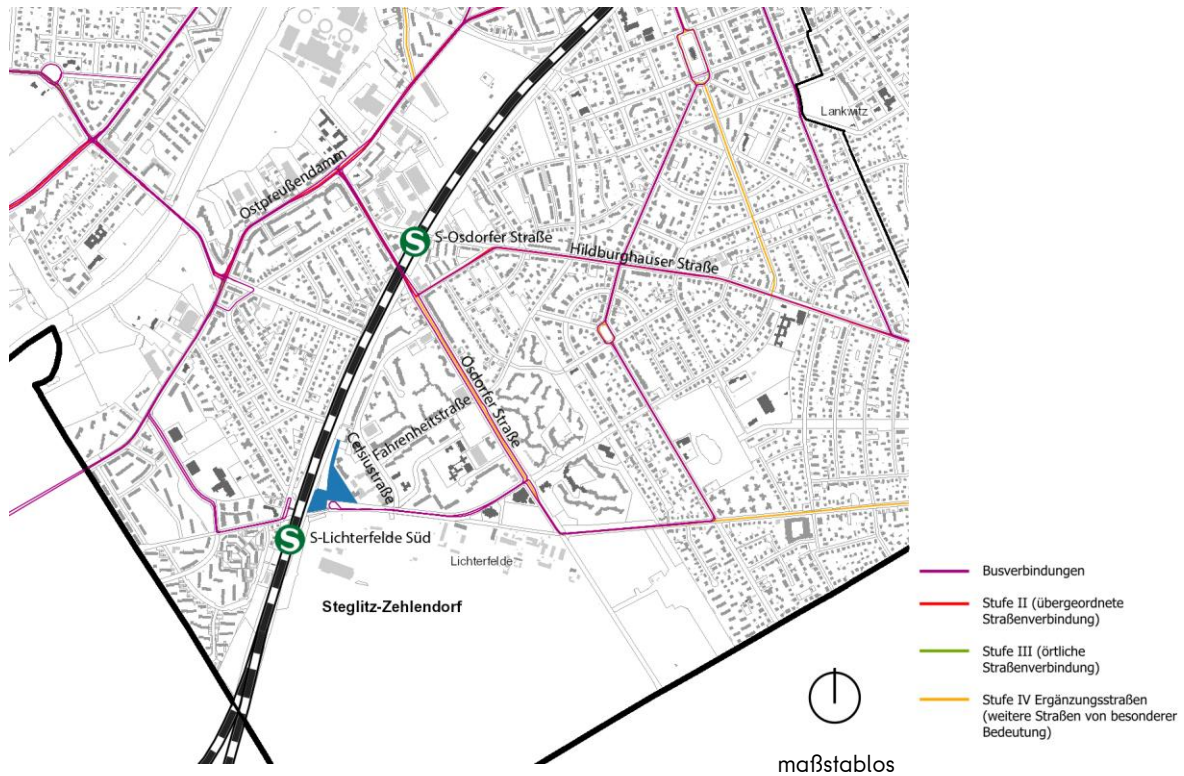 Lankwitz
Ostpreußendamm
S S-Osdorfer Straße
Hildburghauser Straße
Osdorfer Straße
Fahrenheitstraße
Celsiustraße
S S-Lichterfelde Süd
Lichterfelde
Steglitz-Zehlendorf
Busverbindungen
Stufe II (übergeordnete
Straßenverbindung)
Stufe III (örtliche
Straßenverbindung)
Stufe IV Ergänzungsstraßen
(weitere Straßen von besonderer
Bedeutung)
maßstablos